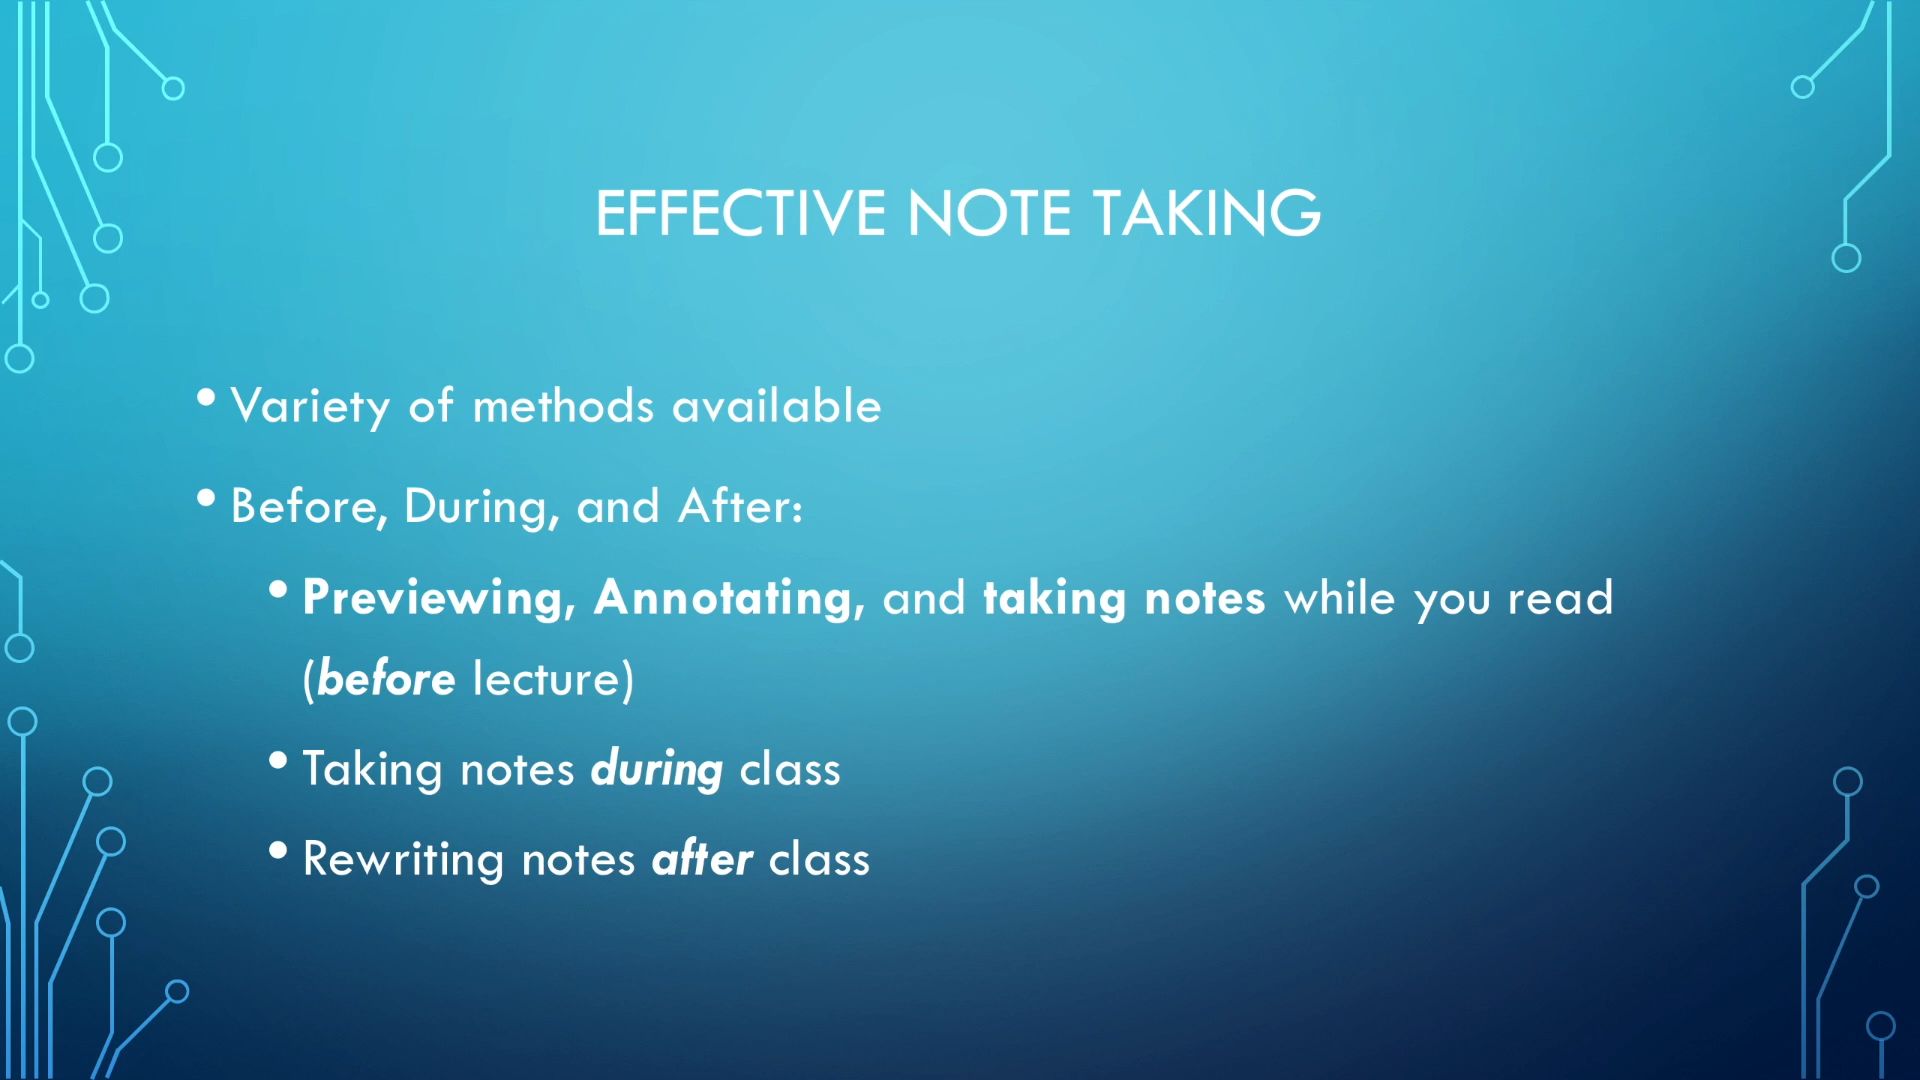 EFFECTIVE NOTE TAKING
• Variety of methods available
• Before, During, and After:
• Previewing, Annotating, and taking notes while you read
(before lecture)
• Taking notes during class
• Rewriting notes after class